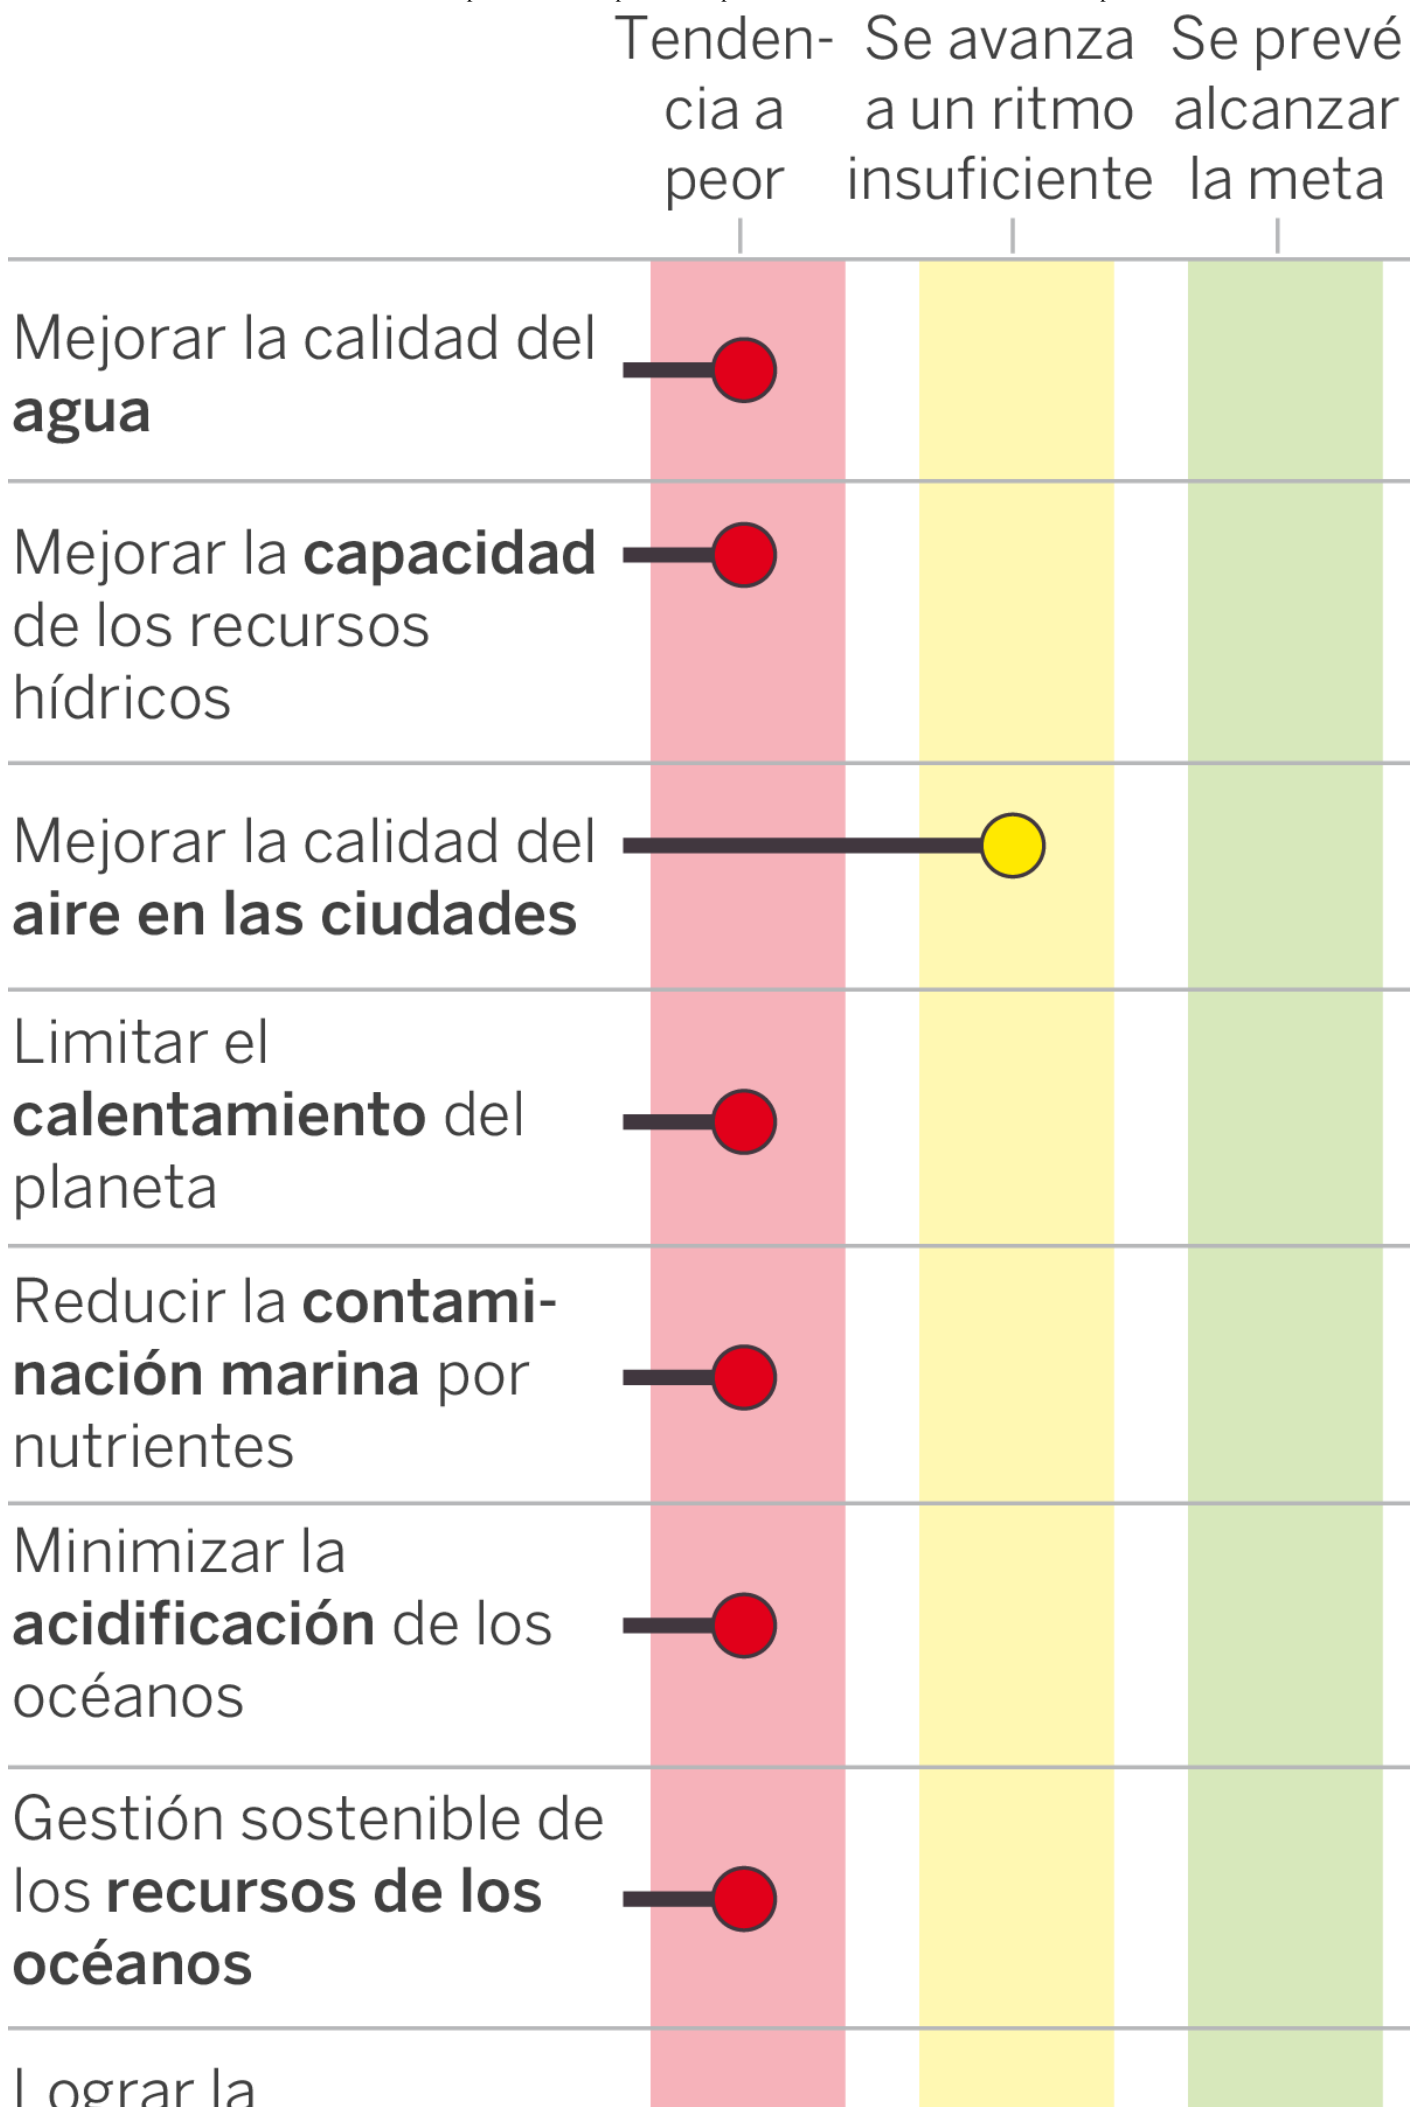 Tenden-
cia a
peor
Se avanza
a un ritmo
insuficiente
Se prevé
alcanzar
la meta
Mejorar la calidad del
agua
Mejorar la capacidad
de los recursos
hídricos
Mejorar la calidad del
aire en las ciudades
Limitar el
calentamiento del
planeta
Reducir la contami-
nación marina por
nutrientes
Minimizar la
acidificación de los
océanos
Gestión sostenible de
los recursos de los
océanos
Lograr la